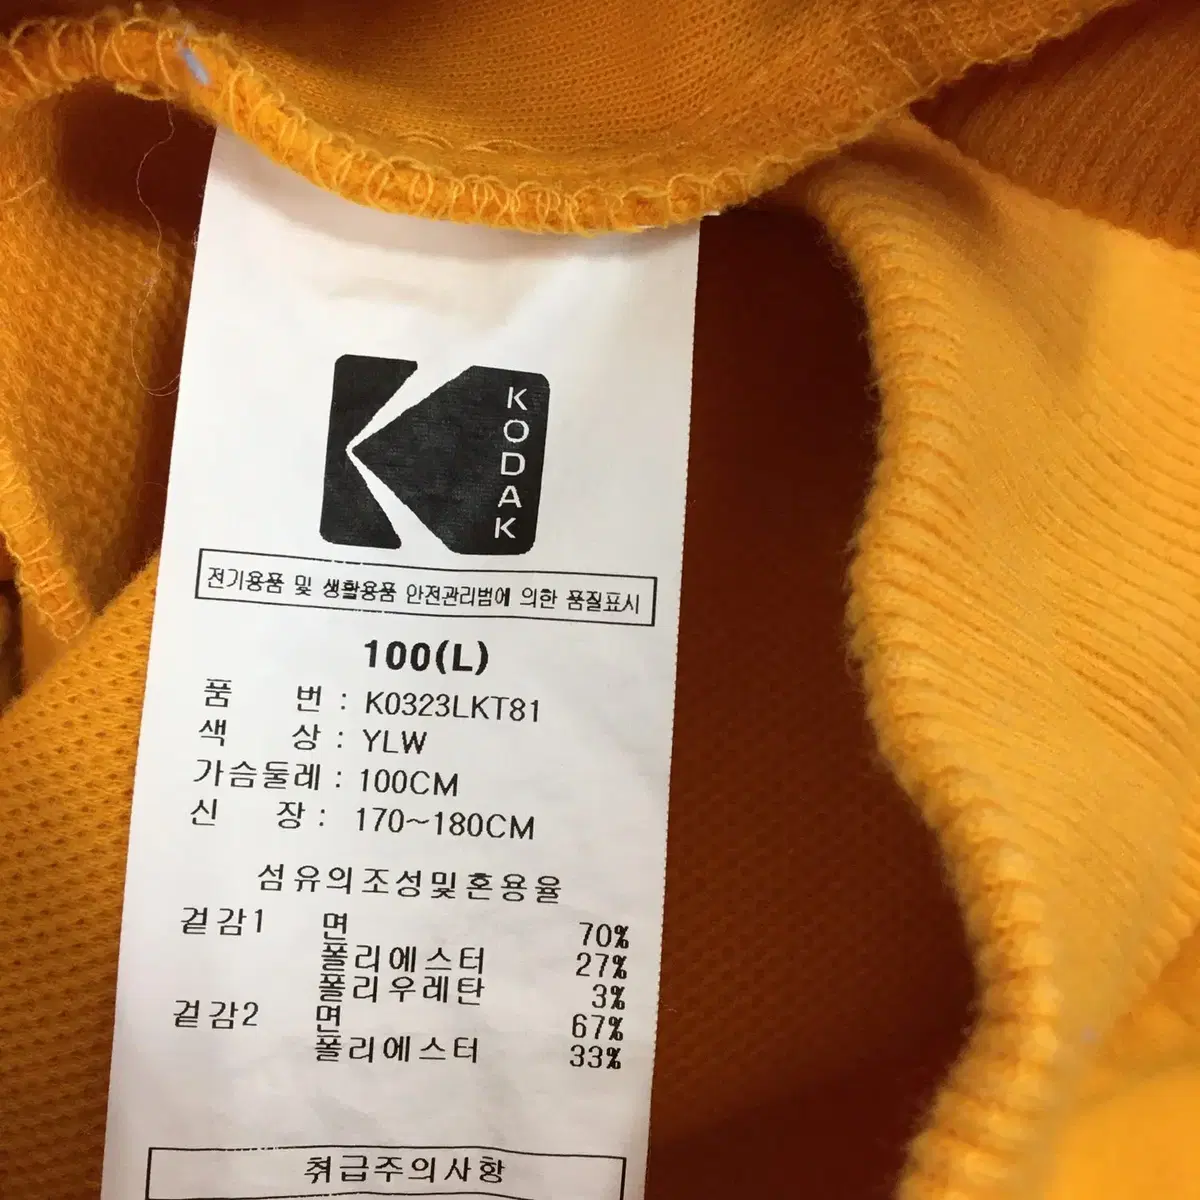 KODAK
전기용품 및 생활용품 안전관리법에 의한 품질표시
100(L)
품 번 : K0323LKT81
색 상 : YLW
가슴둘레 : 100CM
신 장 : 170~180CM
섬유의조성및혼용율
겉감1 면 70%
폴리에스터 27%
폴리우레탄 3%
겉감2 면 67%
폴리에스터 33%
취급주의사항